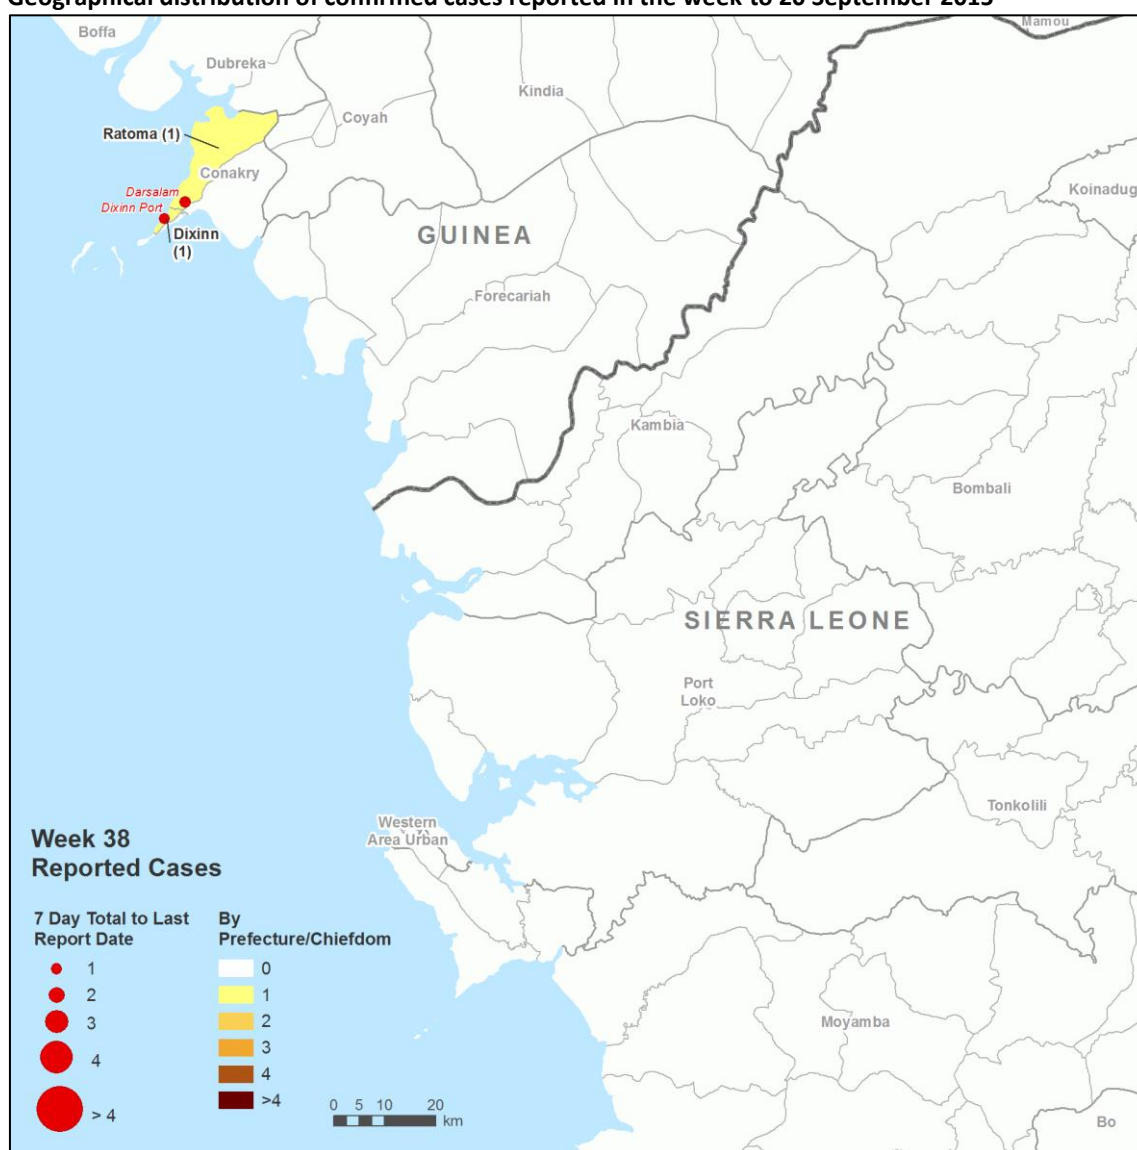 Geographical distribution of confirmed cases reported in the week to 20 September 2015
Boffa
Mamou
Dubreka
Kindia
Coyah
Ratoma (1)
Conakry
Koinadug
Darsalam
Dixinn Port
Dixinn
(1)
GUINEA
Forecariah
Kambia
Bombali
SIERRA LEONE
Port
Loko
Tonkolili
Western
Area Urban
Week 38
Reported Cases
7 Day Total to Last
Report Date
1
2
3
4
> 4
By
Prefecture/Chiefdom
0
1
2
3
4
>4
0 5 10 20
km
Moyamba
Bo